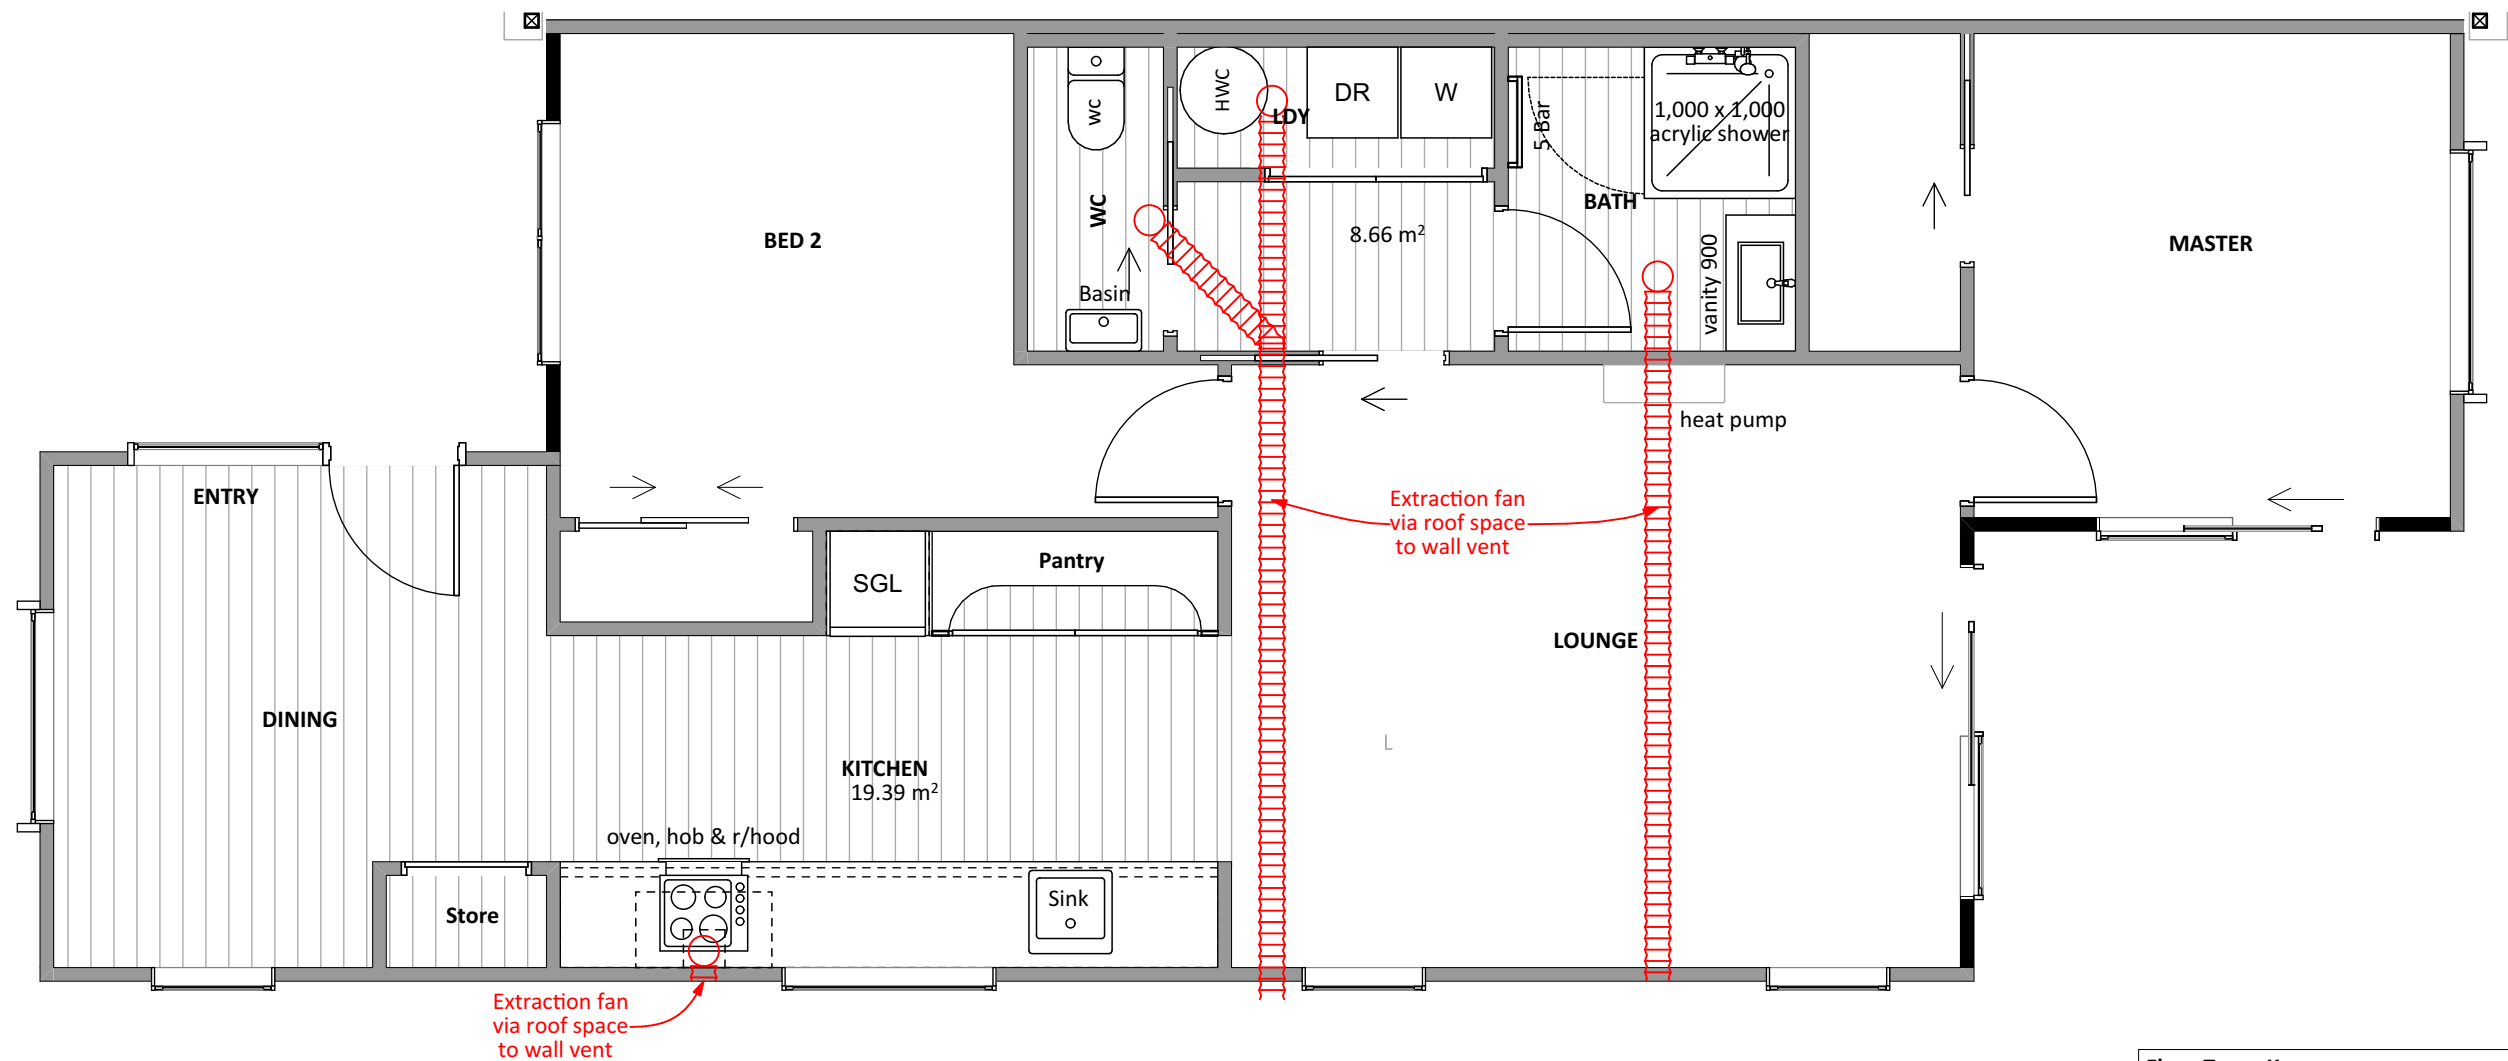 HWC
DR
W
WC
LDY
5 Bar
1,000 x 1,000
acrylic shower
WC
BATH
8.66 m²
BED 2
MASTER
vanity 900
Basin
heat pump
ENTRY
Extraction fan
via roof space
to wall vent
Pantry
SGL
LOUNGE
DINING
L
KITCHEN
19.39 m²
oven, hob & r/hood
Sink
Store
Extraction fan
via roof space
to wall vent